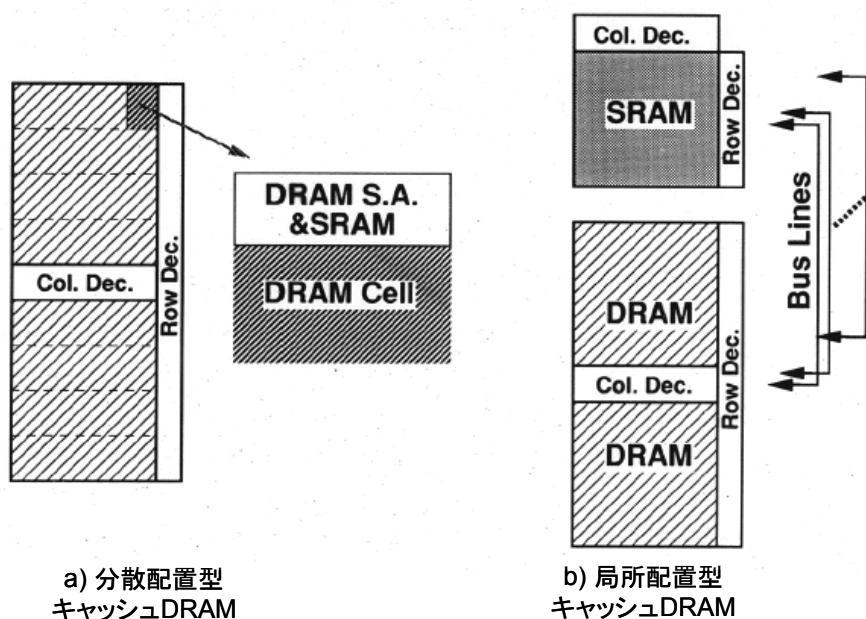 Col. Dec.
Row Dec.
DRAM S.A.
&SRAM
DRAM Cell
a) 分散配置型
キャッシュDRAM
Col. Dec.
SRAM
Row Dec.
DRAM
Col. Dec.
DRAM
Row Dec.
Bus Lines
b) 局所配置型
キャッシュDRAM